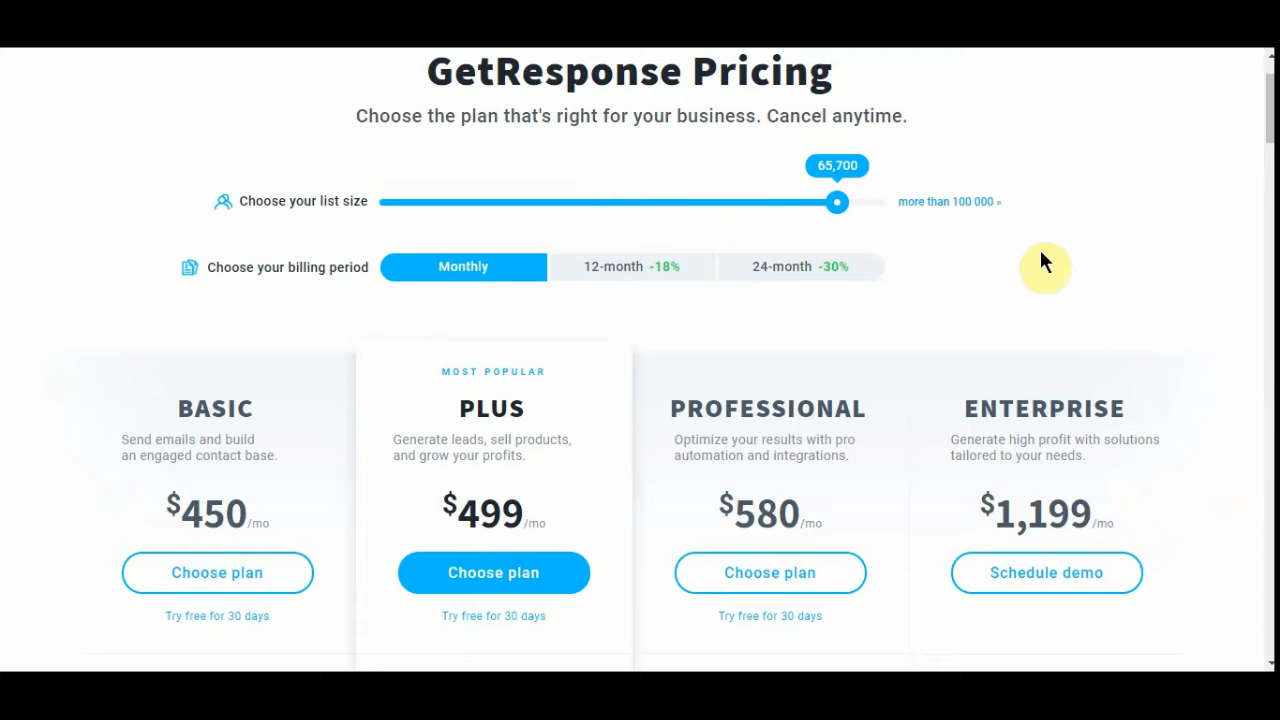 GetResponse Pricing
Choose the plan that's right for your business. Cancel anytime.
65,700
Choose your list size
more than 100 000 »
Choose your billing period
Monthly
12-month -18%
24-month -30%
MOST POPULAR
BASIC
Send emails and build
an engaged contact base.
$450/mo
Choose plan
Try free for 30 days
PLUS
Generate leads, sell products,
and grow your profits.
$499/mo
Choose plan
Try free for 30 days
PROFESSIONAL
Optimize your results with pro
automation and integrations.
$580/mo
Choose plan
Try free for 30 days
ENTERPRISE
Generate high profit with solutions
tailored to your needs.
$1,199/mo
Schedule demo